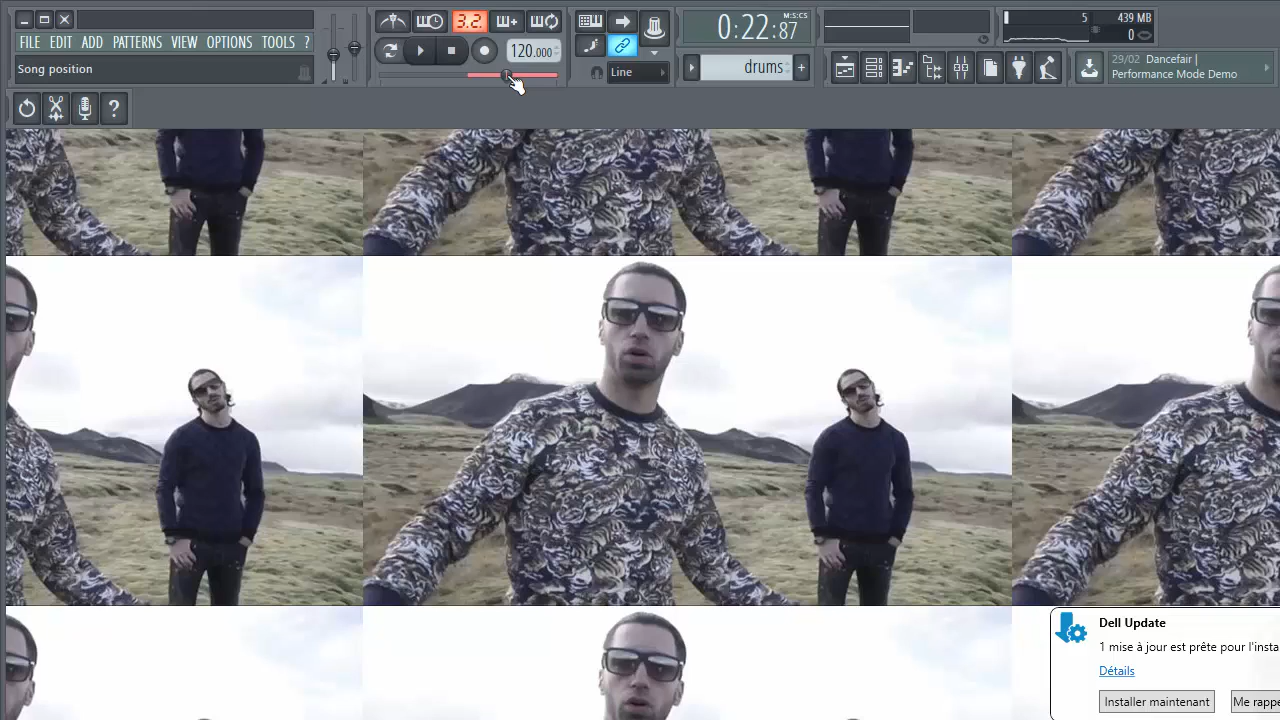 FILE EDIT ADD PATTERNS VIEW OPTIONS TOOLS ?
Song position
3.2.
120.000
Line
0:22:87
M:S:CS
drums
5
439 MB
0
29/02 Dancefair |
Performance Mode Demo
?
Dell Update
1 mise à jour est prête pour l'insta
Détails
Installer maintenant
Me rappe